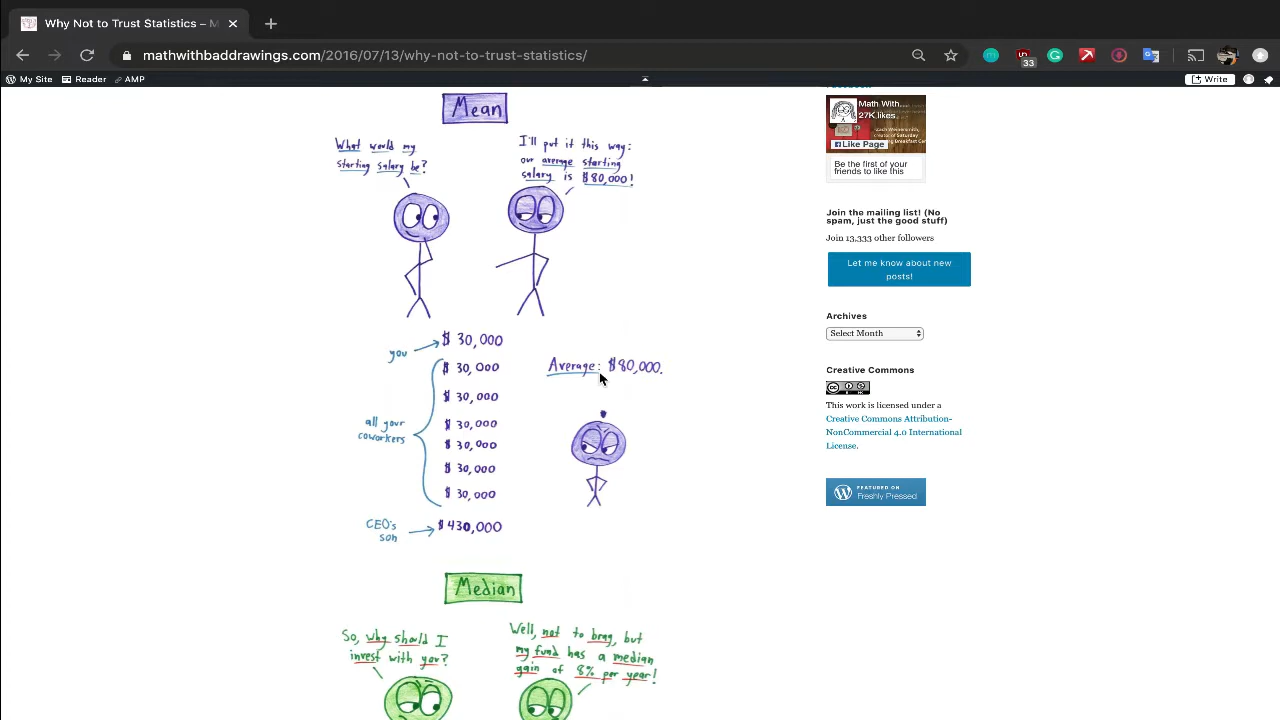 Why Not to Trust Statistics – M
mathwithbaddrawings.com/2016/07/13/why-not-to-trust-statistics/
33
My Site
Reader
AMP
Write
Mean
What would my
starting salary be?
I'll put it this way:
our average starting
salary is $80,000!
you
$ 30,000
$ 30,000
$ 30,000
$ 30,000
$ 30,000
$ 30,000
$ 30,000
all your
coworkers
CEO's
son
$ 430,000
Average: $80,000.
Median
So, why should I
invest with you?
Well, not to brag, but
my fund has a median
gain of 8% per year!
Math With...
27K likes
Like Page
Be the first of your
friends to like this
Join the mailing list! (No
spam, just the good stuff)
Join 13,333 other followers
Let me know about new
posts!
Archives
Select Month
Creative Commons
This work is licensed under a
Creative Commons Attribution-
NonCommercial 4.0 International
License.
FEATURED ON
Freshly Pressed